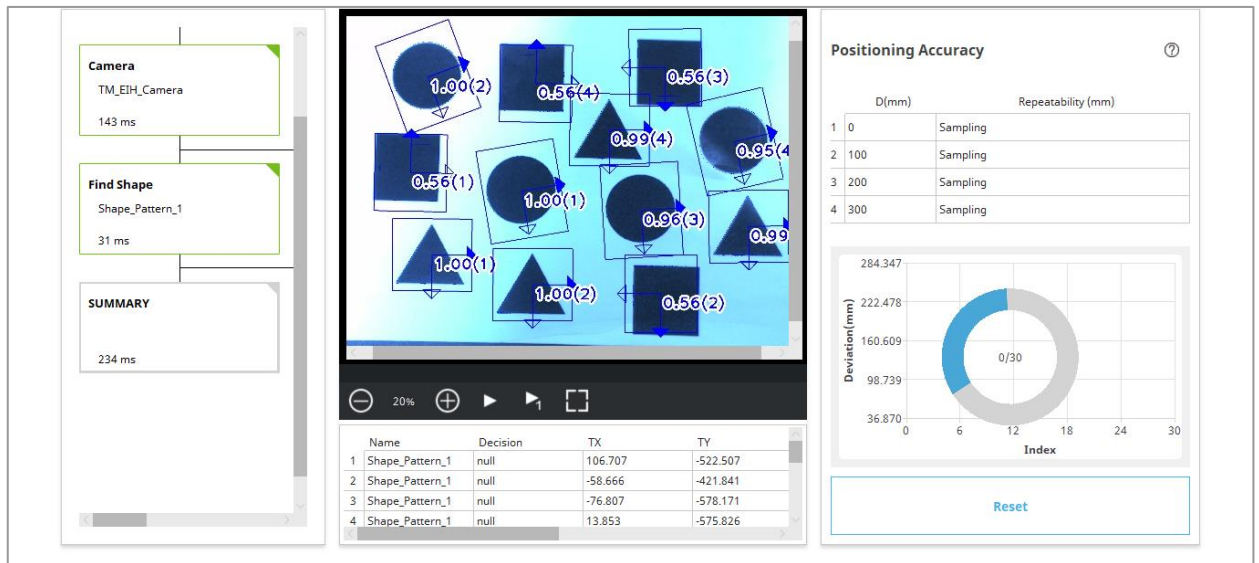 Camera
TM_EIH_Camera
143 ms
Find Shape
Shape_Pattern_1
31 ms
SUMMARY
234 ms
1.00(2)
0.56(4)
0.56(3)
0.99(4)
0.95(4
0.56(1)
1.00(1)
0.96(3)
0.99
1.00(1)
1.00(2)
0.56(2)
20%
1
Name Decision TX TY
1 Shape_Pattern_1 null 106.707 -522.507
2 Shape_Pattern_1 null -58.666 -421.841
3 Shape_Pattern_1 null -76.807 -578.171
4 Shape_Pattern_1 null 13.853 -575.826
Positioning Accuracy ?
D(mm) Repeatability (mm)
1 0 Sampling
2 100 Sampling
3 200 Sampling
4 300 Sampling
284.347
222.478
160.609
98.739
36.870
Deviation(mm)
0/30
0 6 12 18 24 30
Index
Reset